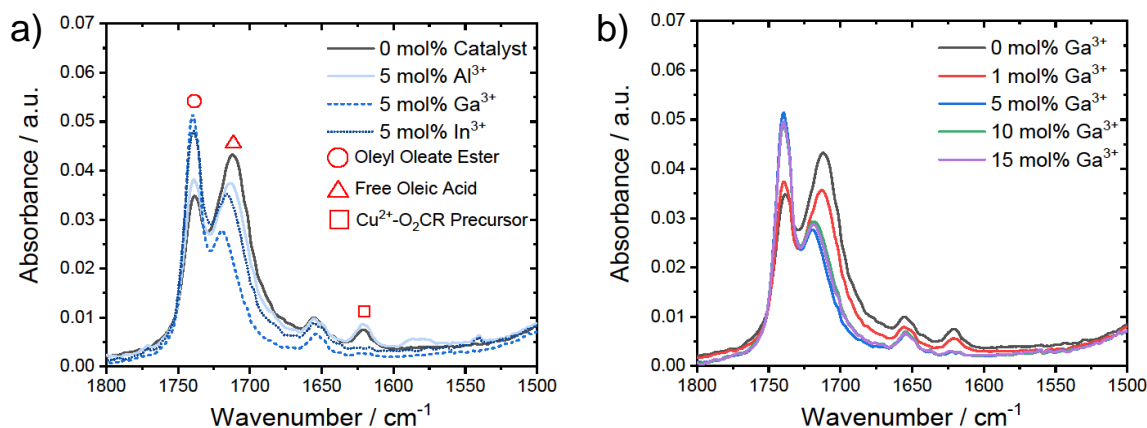 a)
Absorbance / a.u.
0.07
0.06
0.05
0.04
0.03
0.02
0.01
0.00
1800 1750 1700 1650 1600 1550 1500
Wavenumber / cm⁻¹
0 mol% Catalyst
5 mol% Al³⁺
5 mol% Ga³⁺
5 mol% In³⁺
Oleyl Oleate Ester
Free Oleic Acid
Cu²⁺-O₂CR Precursor
b)
Absorbance / a.u.
0.07
0.06
0.05
0.04
0.03
0.02
0.01
0.00
1800 1750 1700 1650 1600 1550 1500
Wavenumber / cm⁻¹
0 mol% Ga³⁺
1 mol% Ga³⁺
5 mol% Ga³⁺
10 mol% Ga³⁺
15 mol% Ga³⁺